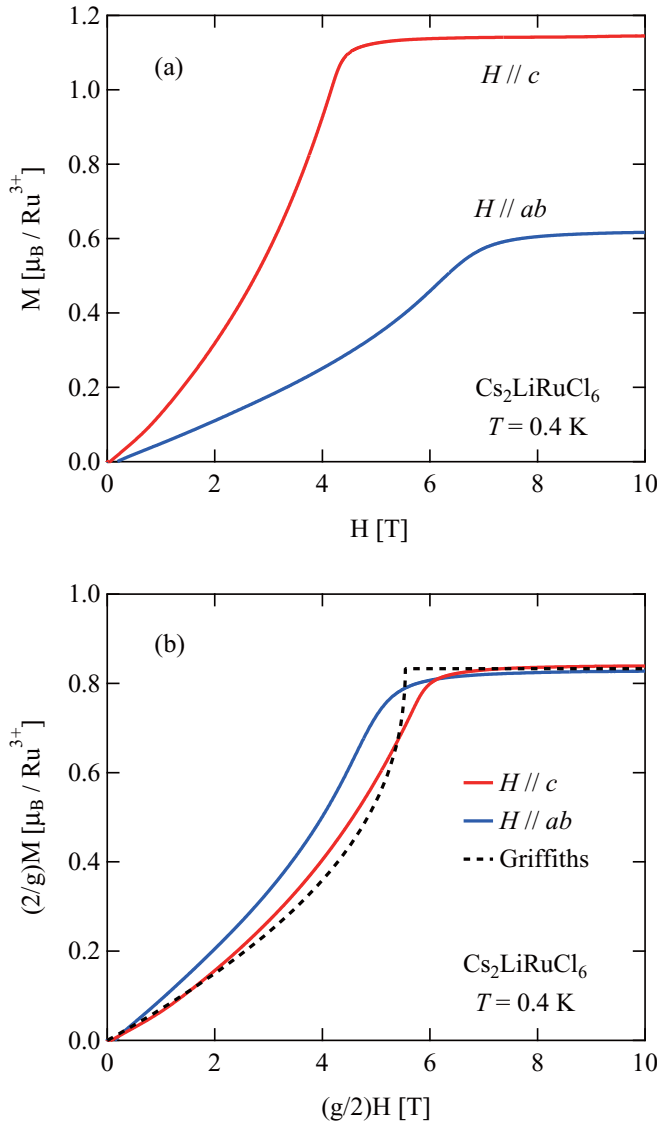 1.2
(a)
1.0
H // c
0.8
M [μB / Ru3+]
0.6
H // ab
0.4
0.2
Cs2LiRuCl6
T = 0.4 K
0.0
0 2 4 6 8 10
H [T]
1.0
(b)
0.8
(2/g)M [μB / Ru3+]
0.6
H // c
H // ab
Griffiths
0.4
0.2
Cs2LiRuCl6
T = 0.4 K
0.0
0 2 4 6 8 10
(g/2)H [T]